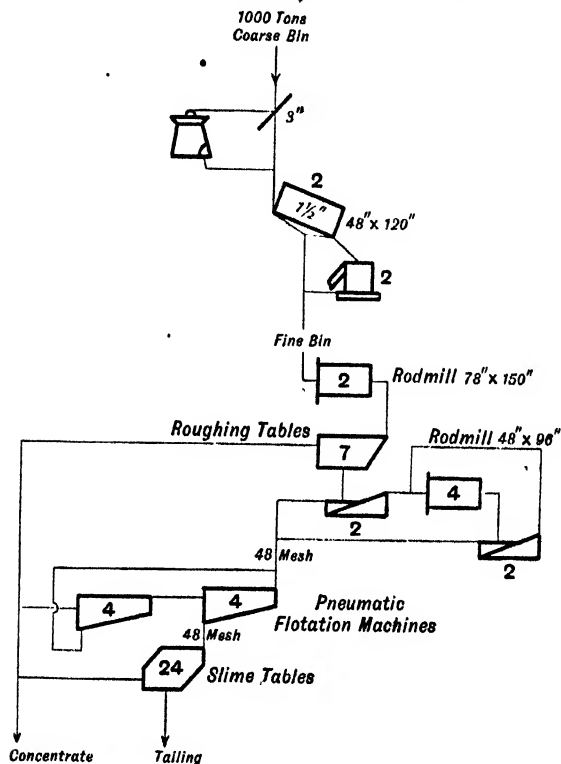 1000 Tons
Coarse Bin
3"
2
1½"
48" x 120"
2
Fine Bin
2
Rodmill 78" x 150"
Roughing Tables
7
Rodmill 48" x 96"
4
2
2
48 Mesh
4
4
Pneumatic
Flotation Machines
48 Mesh
24
Slime Tables
Concentrate
Tailing